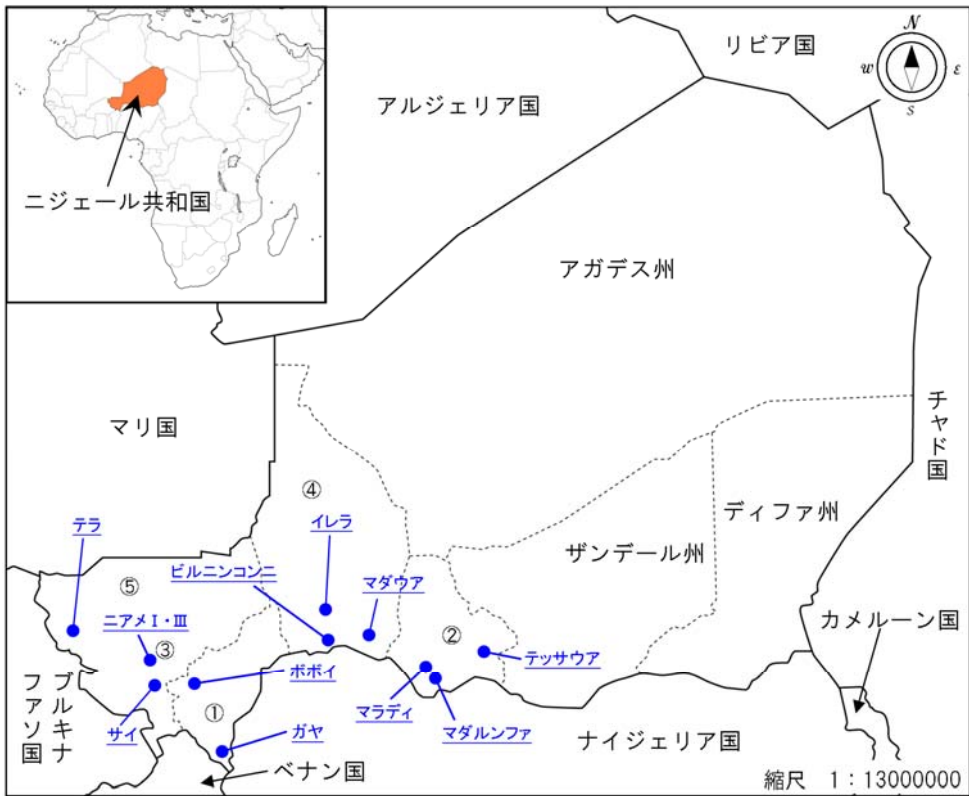 ニジェール共和国
リビア国
N
W
E
S
アルジェリア国
アガデス州
マリ国
チャド国
④
ディファ州
イレラ
テラ
ザンデール州
ビルニンコンニ
マダウア
⑤
カメルーン国
ニアメⅠ・Ⅲ
③
②
テッサウア
ボボイ
ブルキナ
ファソ国
サイ
①
マラディ
マダルンファ
ガヤ
ナイジェリア国
ベナン国
縮尺 1：13000000